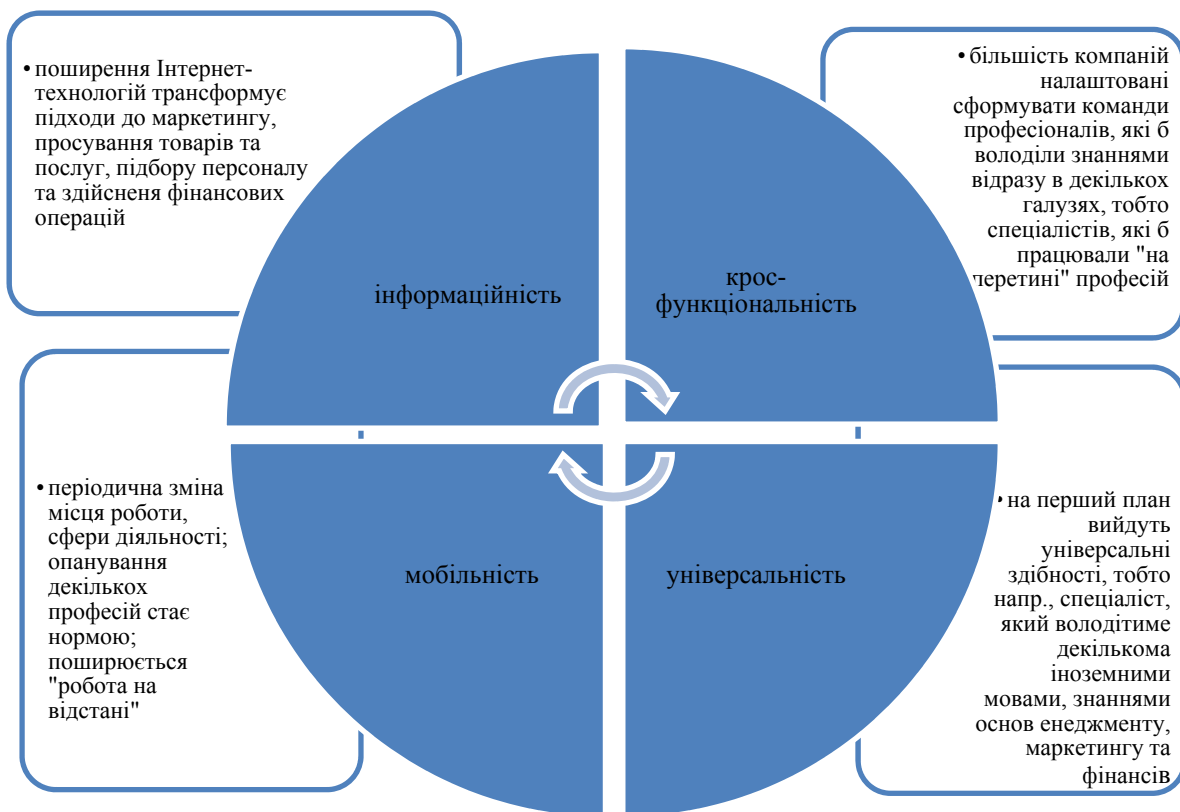 • поширення Інтернет-
технологій трансформує
підходи до маркетингу,
просування товарів та
послуг, підбору персоналу
та здійсненя фінансових
операцій
• більшість компаній
налаштовані
сформувати команди
професіоналів, які б
володіли знаннями
відразу в декількох
галузях, тобто
спеціалістів, які б
працювали "на
перетині" професій
інформаційність
крос-
функціональність
• періодична зміна
місця роботи,
сфери діяльності;
опанування
декількох
професій стає
нормою;
поширюється
"робота на
відстані"
мобільність
універсальність
• на перший план
вийдуть
універсальні
здібності, тобто
напр., спеціаліст,
який володітиме
декількома
іноземними
мовами, знаннями
основ енеджменту,
маркетингу та
фінансів